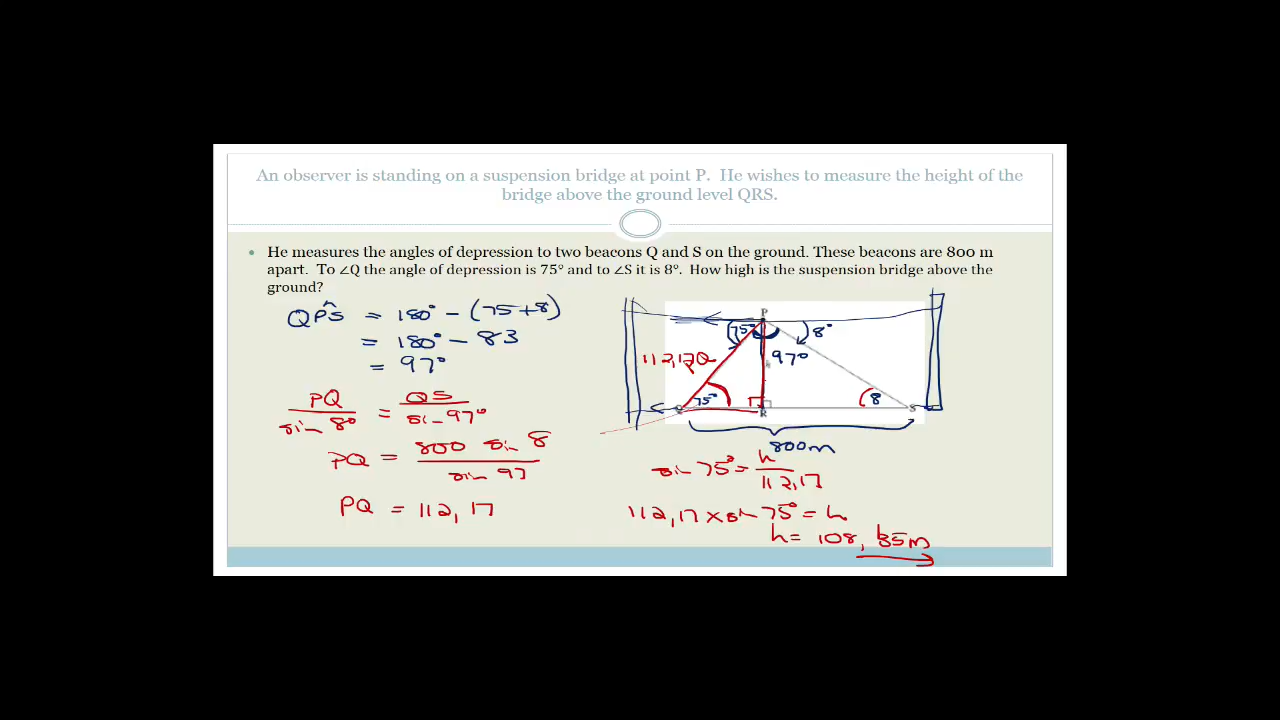 An observer is standing on a suspension bridge at point P. He wishes to measure the height of the
bridge above the ground level QRS.
He measures the angles of depression to two beacons Q and S on the ground. These beacons are 800 m
apart. To ∠Q the angle of depression is 75° and to ∠S it is 8°. How high is the suspension bridge above the
ground?
QP̂S = 180° - (75+8)
= 180° - 83
= 97°
PQ/sin 8° = QS/sin 97°
PQ = 800 sin 8/sin 97
PQ = 112,17
P
75° 8°
112,17 97°
h
75° 8
Q R S
800m
sin 75° = h/112,17
112,17 x sin 75° = h
h = 108,35m